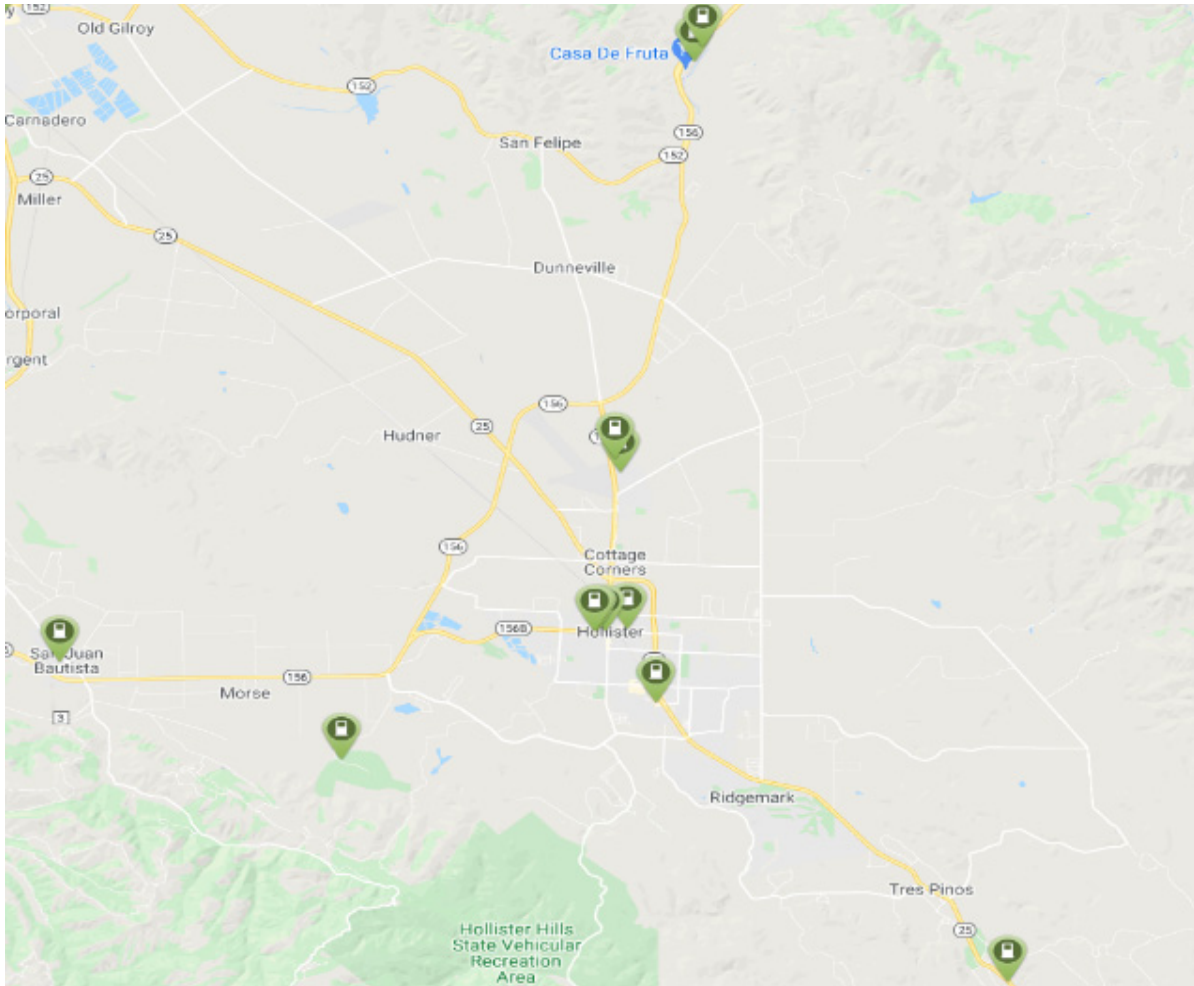 152
Old Gilroy
Casa De Fruta
152
Carnadero
156
San Felipe
152
25
Miller
25
Dunneville
orporal
rgent
156
25
Hudner
156
Cottage
Corners
156B
Hollister
San Juan
Bautista
156
Morse
3
Ridgemark
Tres Pinos
25
Hollister Hills
State Vehicular
Recreation
Area